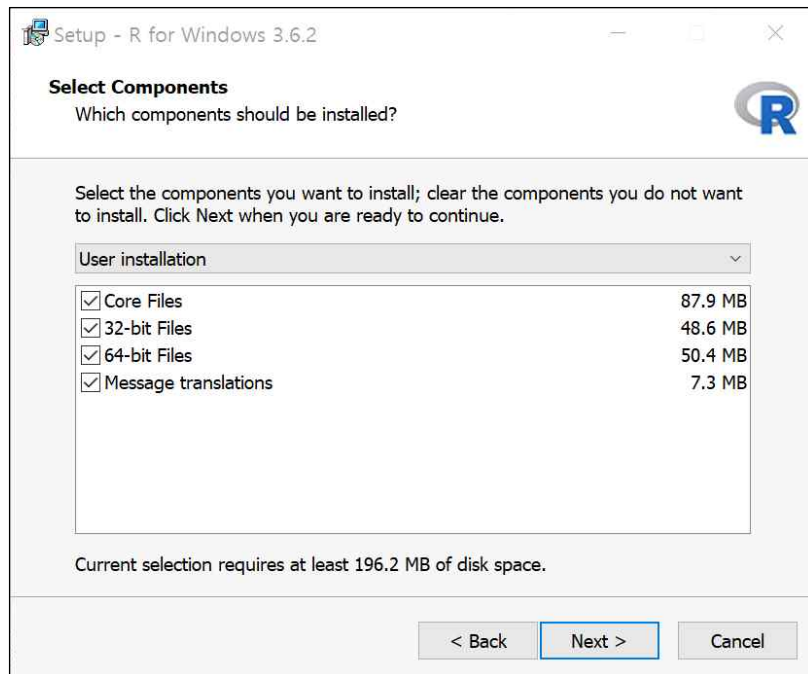 Setup - R for Windows 3.6.2
Select Components
Which components should be installed?
R
Select the components you want to install; clear the components you do not want
to install. Click Next when you are ready to continue.
User installation
Core Files 87.9 MB
32-bit Files 48.6 MB
64-bit Files 50.4 MB
Message translations 7.3 MB
Current selection requires at least 196.2 MB of disk space.
< Back Next > Cancel